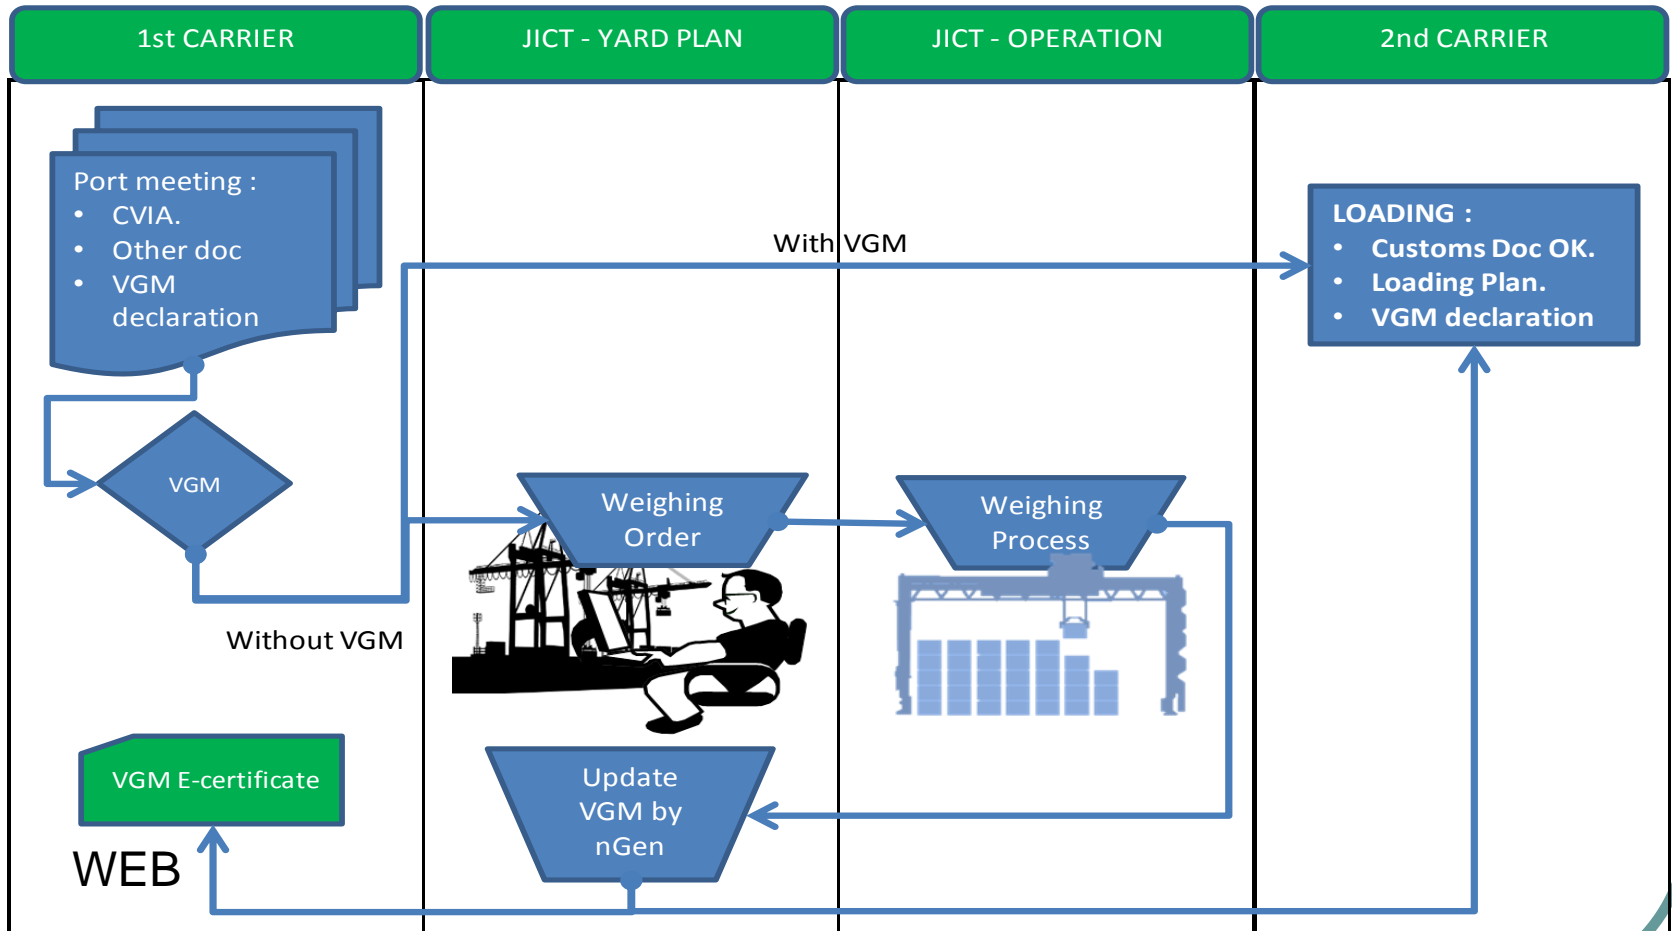 1st CARRIER
JICT - YARD PLAN
JICT - OPERATION
2nd CARRIER
Port meeting :
• CVIA.
• Other doc
• VGM
declaration
With VGM
LOADING :
• Customs Doc OK.
• Loading Plan.
• VGM declaration
VGM
Weighing
Order
Weighing
Process
Without VGM
VGM E-certificate
Update
VGM by
nGen
WEB